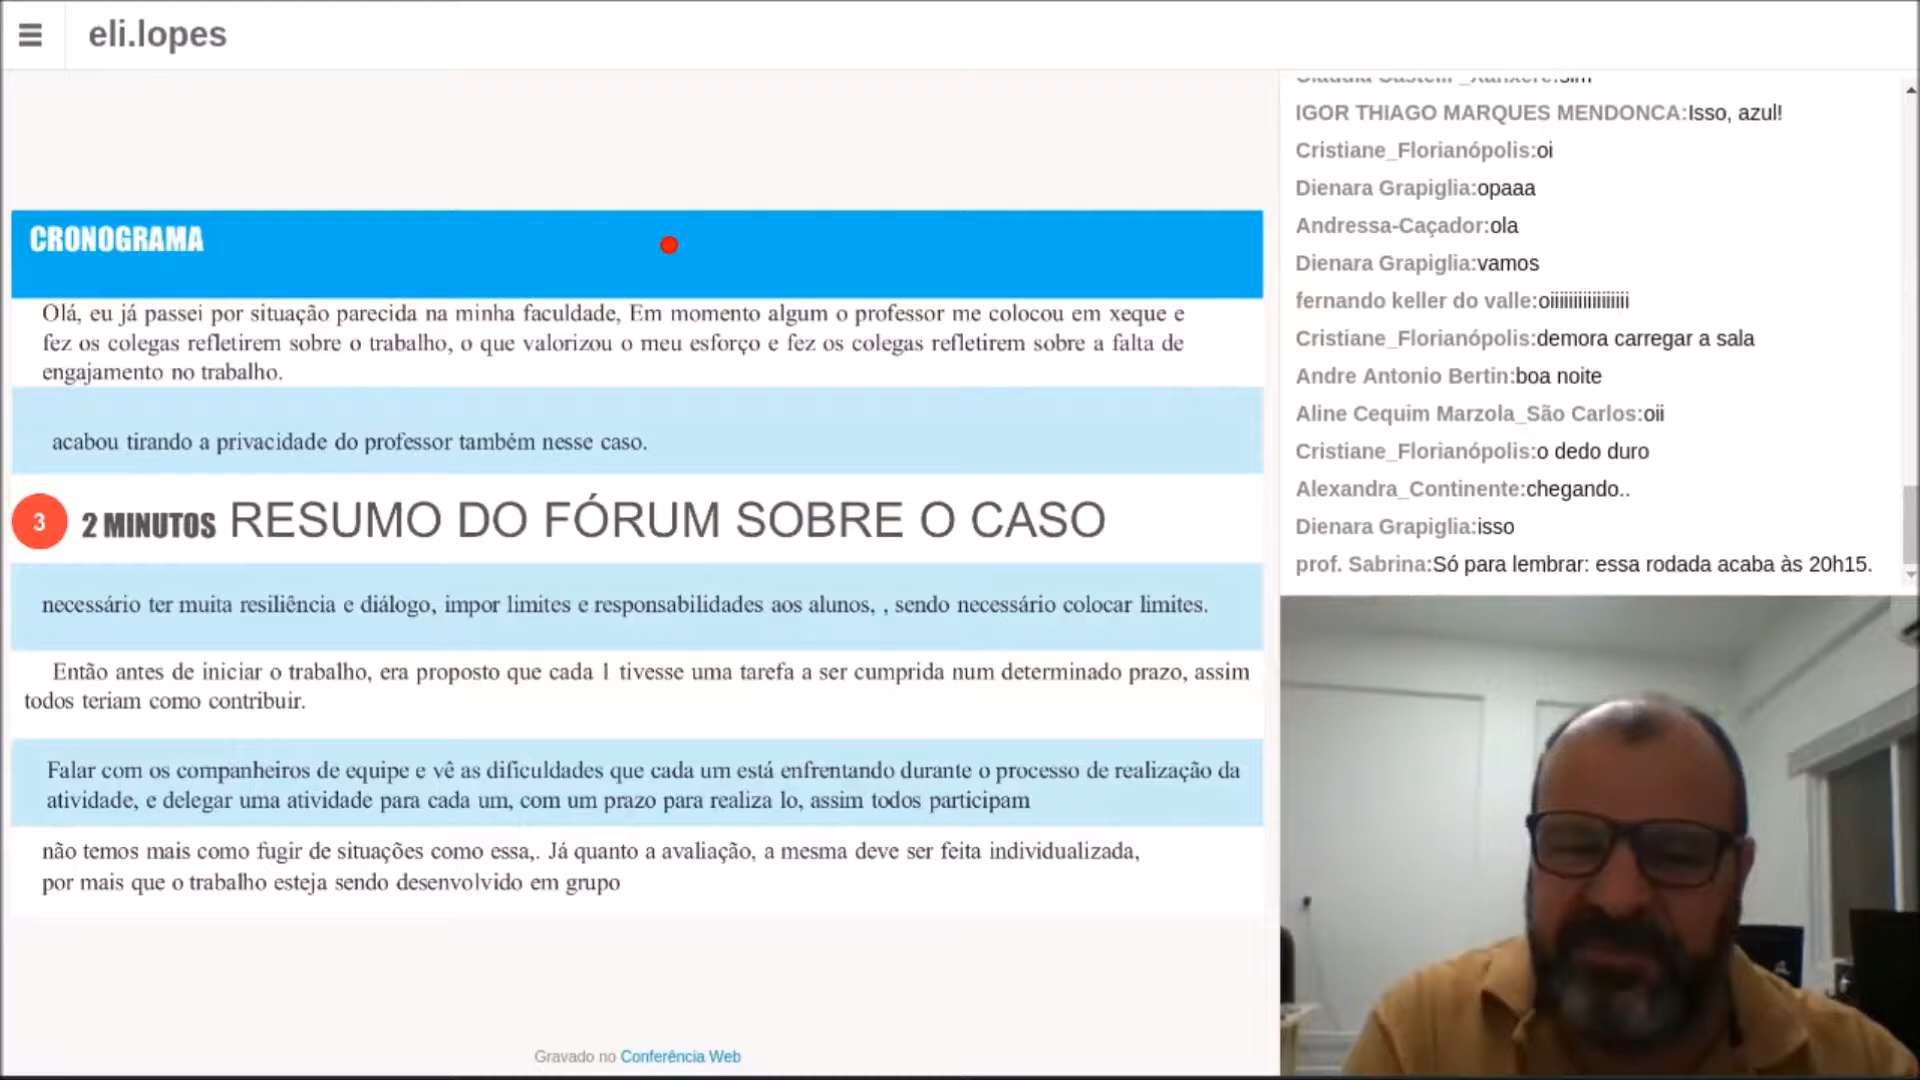 eli.lopes
CRONOGRAMA
Olá, eu já passei por situação parecida na minha faculdade, Em momento algum o professor me colocou em xeque e
fez os colegas refletirem sobre o trabalho, o que valorizou o meu esforço e fez os colegas refletirem sobre a falta de
engajamento no trabalho.
acabou tirando a privacidade do professor também nesse caso.
3 2 MINUTOS RESUMO DO FÓRUM SOBRE O CASO
necessário ter muita resiliência e diálogo, impor limites e responsabilidades aos alunos, , sendo necessário colocar limites.
Então antes de iniciar o trabalho, era proposto que cada 1 tivesse uma tarefa a ser cumprida num determinado prazo, assim
todos teriam como contribuir.
Falar com os companheiros de equipe e vê as dificuldades que cada um está enfrentando durante o processo de realização da
atividade, e delegar uma atividade para cada um, com um prazo para realiza lo, assim todos participam
não temos mais como fugir de situações como essa,. Já quanto a avaliação, a mesma deve ser feita individualizada,
por mais que o trabalho esteja sendo desenvolvido em grupo
Gravado no Conferência Web
IGOR THIAGO MARQUES MENDONCA:Isso, azul!
Cristiane_Florianópolis:oi
Dienara Grapiglia:opaaa
Andressa-Caçador:ola
Dienara Grapiglia:vamos
fernando keller do valle:oiiiiiiiiiiiiiiiii
Cristiane_Florianópolis:demora carregar a sala
Andre Antonio Bertin:boa noite
Aline Cequim Marzola_São Carlos:oii
Cristiane_Florianópolis:o dedo duro
Alexandra_Continente:chegando..
Dienara Grapiglia:isso
prof. Sabrina:Só para lembrar: essa rodada acaba às 20h15.